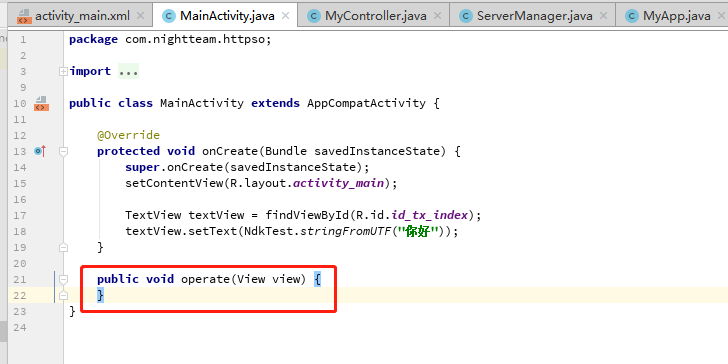 activity_main.xml × MainActivity.java × MyController.java × ServerManager.java × MyApp.java
1 package com.nightteam.httpso;
2
3 import ...
9
10 public class MainActivity extends AppCompatActivity {
11
12 @Override
13 protected void onCreate(Bundle savedInstanceState) {
14 super.onCreate(savedInstanceState);
15 setContentView(R.layout.activity_main);
16
17 TextView textView = findViewById(R.id.id_tx_index);
18 textView.setText(NdkTest.stringFromUTF("你好"));
19 }
20
21 public void operate(View view) {
22 }
23 }
24